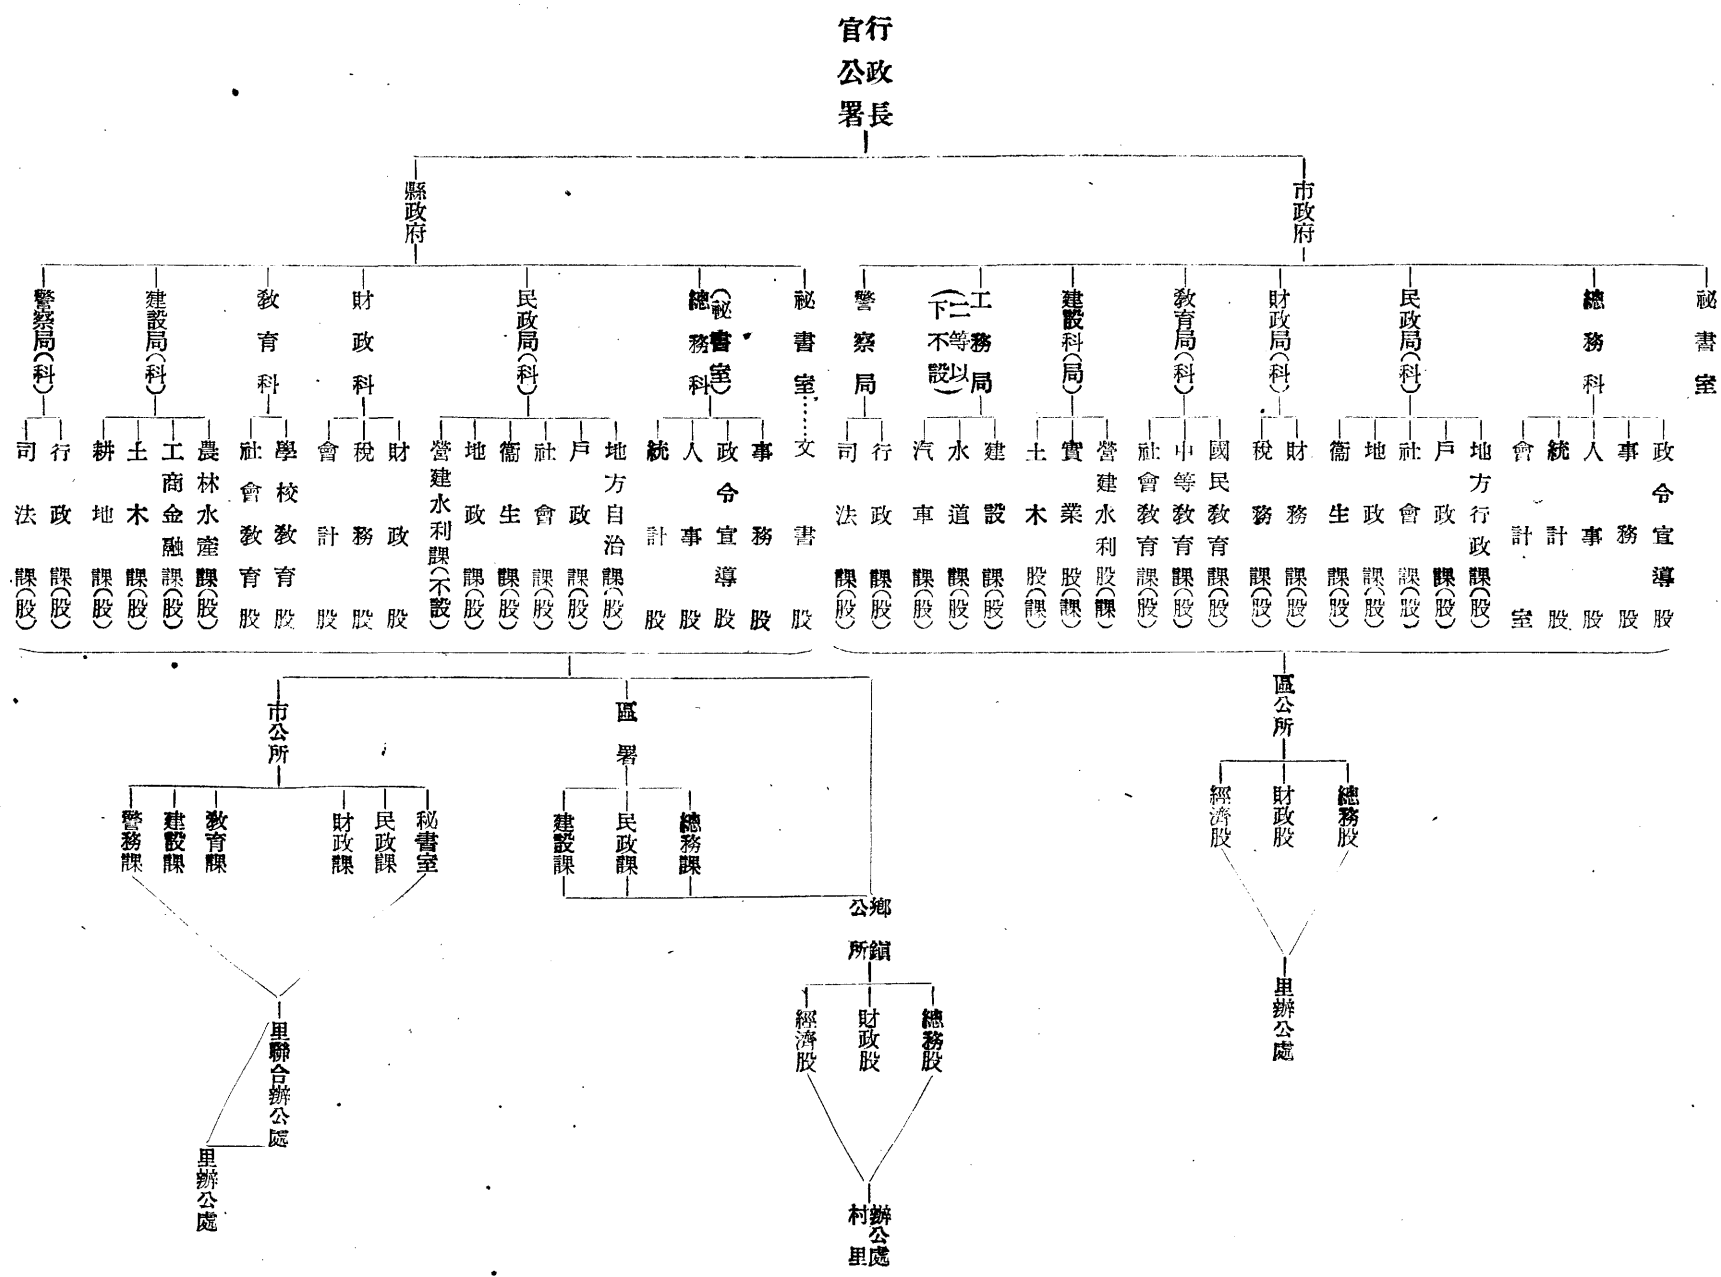 行政長
官公署
市政府
縣政府
祕書室
總務科
民政局(科)
財政局(科)
教育局(科)
建設科(局)
工務局
(二等以
下不設)
警察局
祕書室
(祕書室)
總務科
民政局(科)
財政科
教育科
建設局(科)
警察局(科)
政令宣導股
事務股
人事股
統計股
會計室
地方行政課(股)
戶政課(股)
社會課(股)
地政課(股)
衞生課(股)
財務課(股)
稅務課(股)
國民教育課(股)
中等教育課(股)
社會教育課(股)
營建水利股(課)
實業股(課)
土木股(課)
建設課(股)
水道課(股)
汽車課(股)
行政課(股)
司法課(股)
文書股
事務股
政令宣導股
人事股
統計股
地方自治課(股)
戶政課(股)
社會課(股)
衞生課(股)
地政課(股)
營建水利課(不設)
財政股
稅務股
會計股
學校教育股
社會教育股
農林水產課(股)
工商金融課(股)
土木課(股)
耕地課(股)
行政課(股)
司法課(股)
區公所
總務股
財政股
經濟股
里辦公處
區署
總務課
民政課
建設課
市公所
秘書室
民政課
財政課
教育課
建設課
警務課
里聯合辦公處
里辦公處
鄉鎭
公所
總務股
財政股
經濟股
村里
辦公處